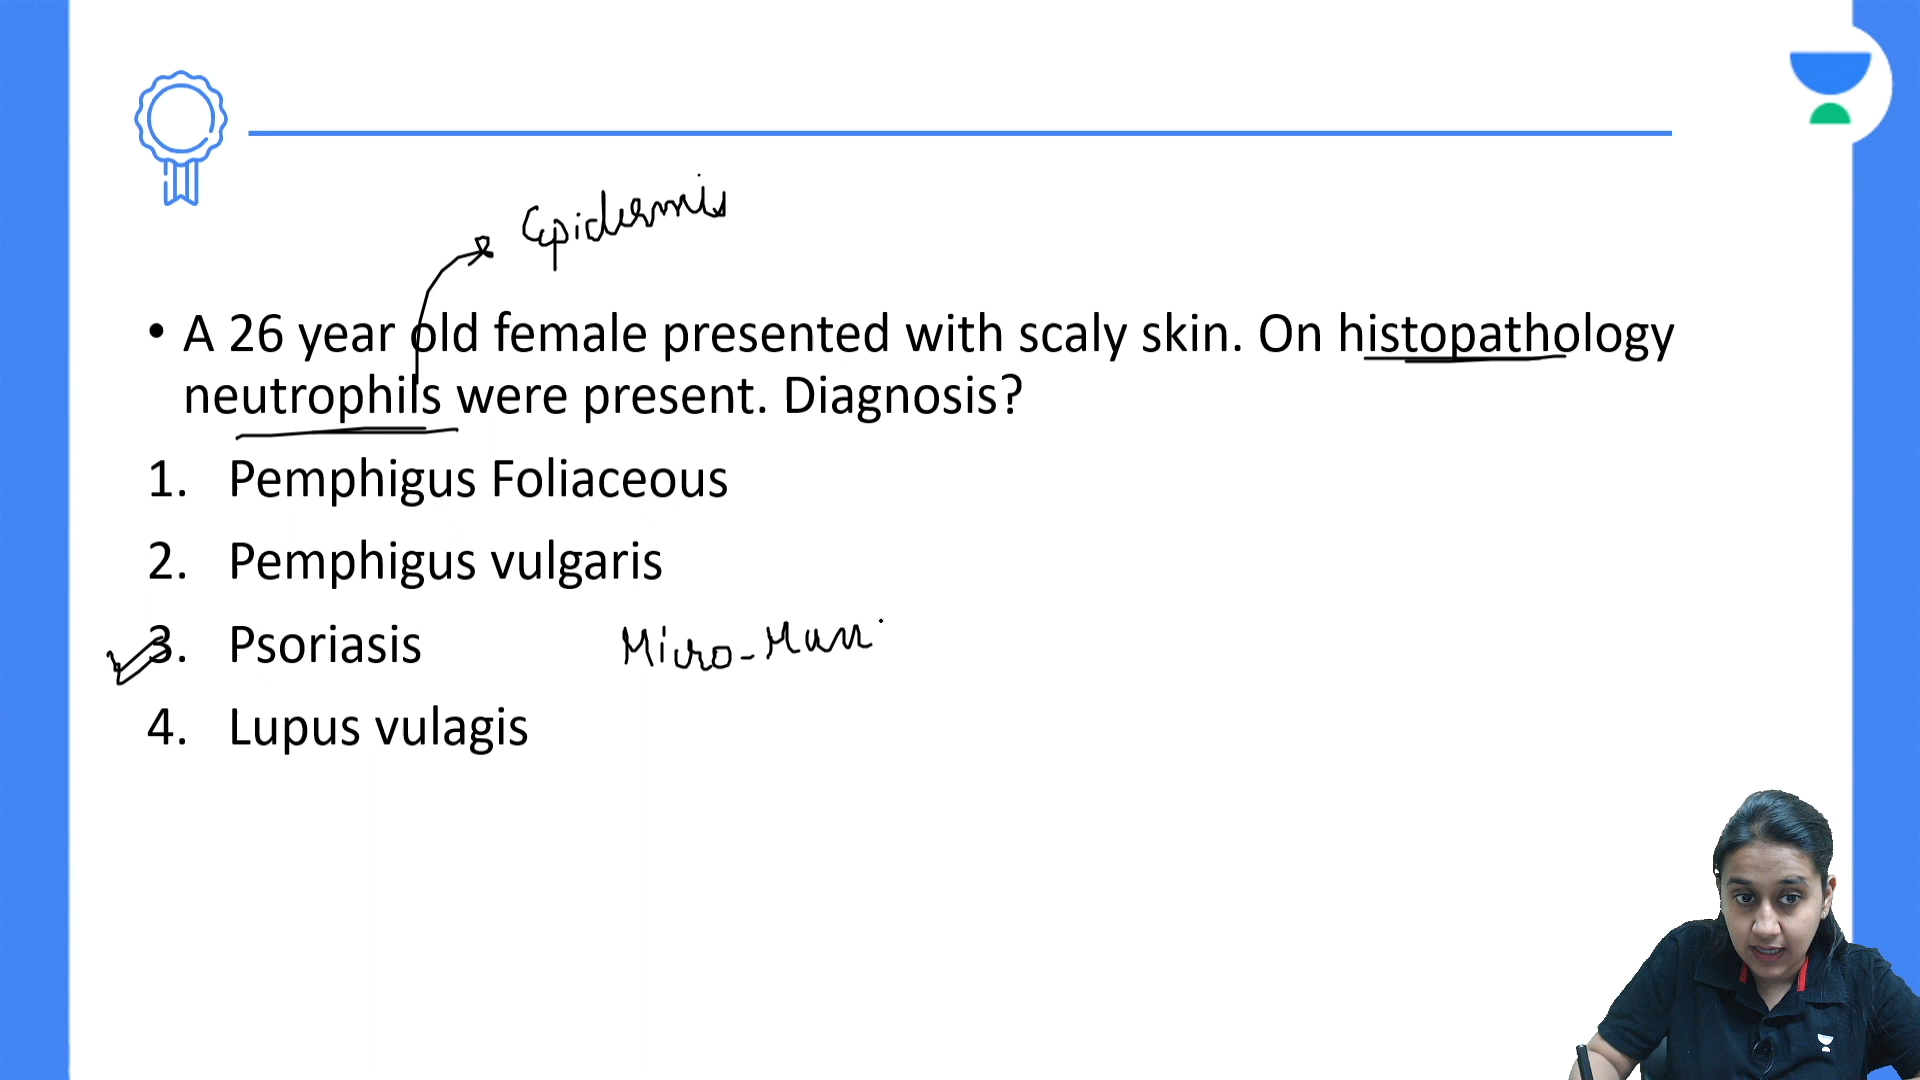 Epidermis
• A 26 year old female presented with scaly skin. On histopathology
neutrophils were present. Diagnosis?
1. Pemphigus Foliaceous
2. Pemphigus vulgaris
3. Psoriasis Micro-Mun
4. Lupus vulagis